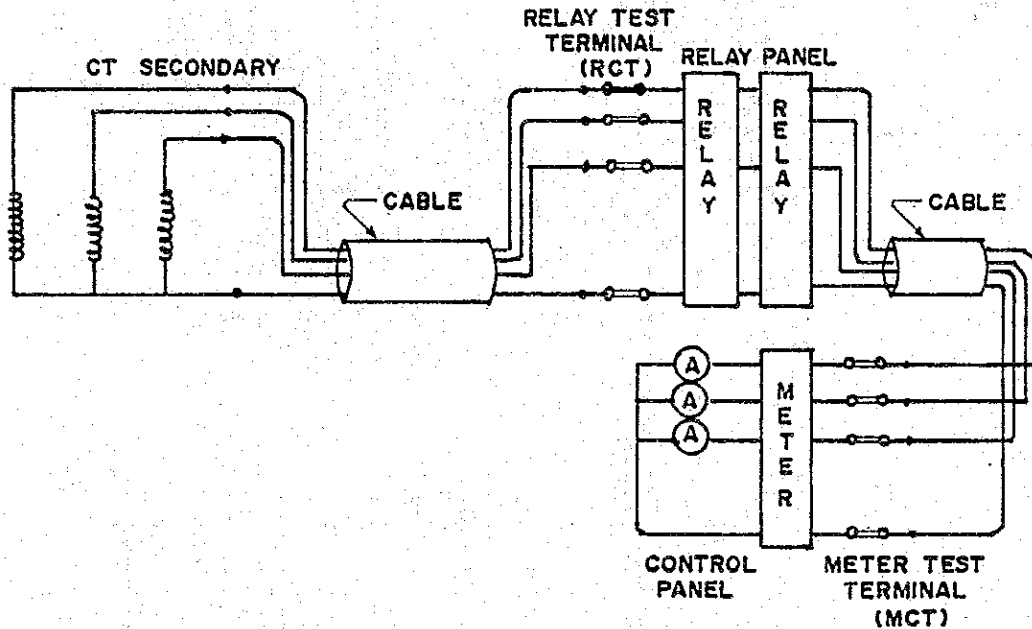 RELAY TEST
TERMINAL
(RCT)
RELAY PANEL
CT SECONDARY
RELAY
RELAY
CABLE
CABLE
A
A
A
METER
CONTROL
PANEL
METER TEST
TERMINAL
(MCT)